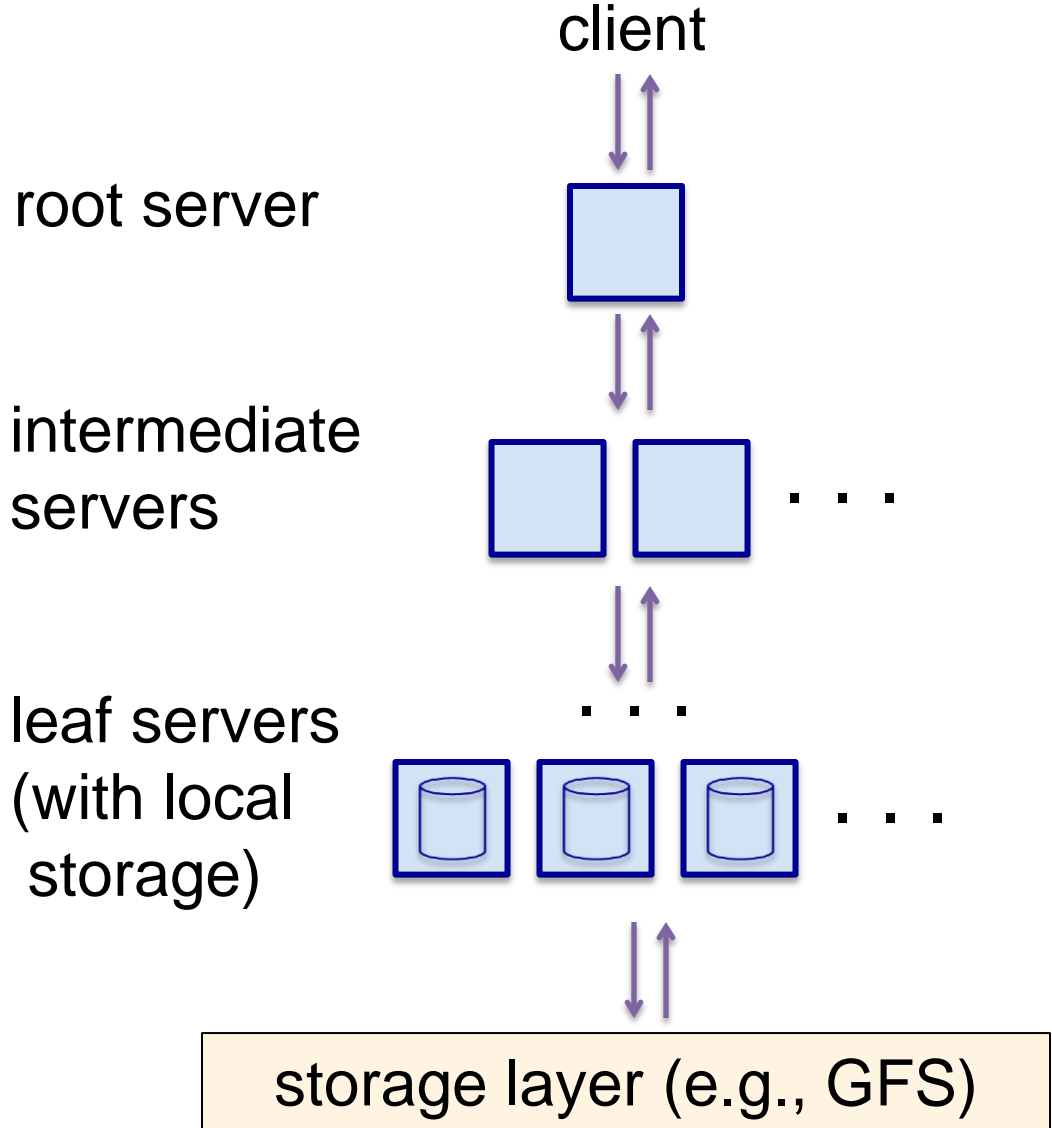 client
root server
intermediate
servers
. . .
. . .
leaf servers
(with local
storage)
. . .
storage layer (e.g., GFS)